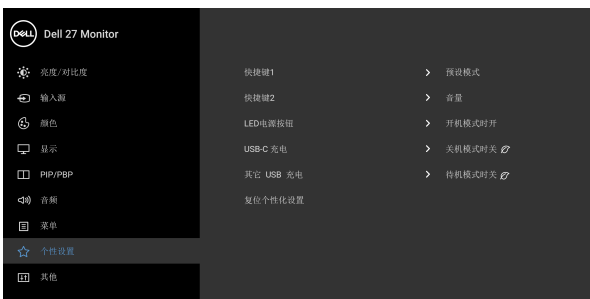 DELL Dell 27 Monitor
亮度/对比度
输入源
颜色
显示
PIP/PBP
音频
菜单
个性设置
其他
快捷键1 预设模式
快捷键2 音量
LED电源按钮 开机模式时开
USB-C 充电 关机模式时关
其它 USB 充电 待机模式时关
复位个性化设置